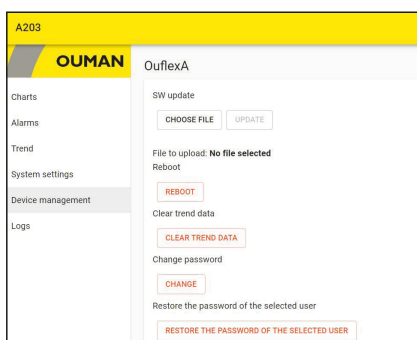 A203
OUMAN
Charts
Alarms
Trend
System settings
Device management
Logs
OuflexA
SW update
CHOOSE FILE UPDATE
File to upload: No file selected
Reboot
REBOOT
Clear trend data
CLEAR TREND DATA
Change password
CHANGE
Restore the password of the selected user
RESTORE THE PASSWORD OF THE SELECTED USER